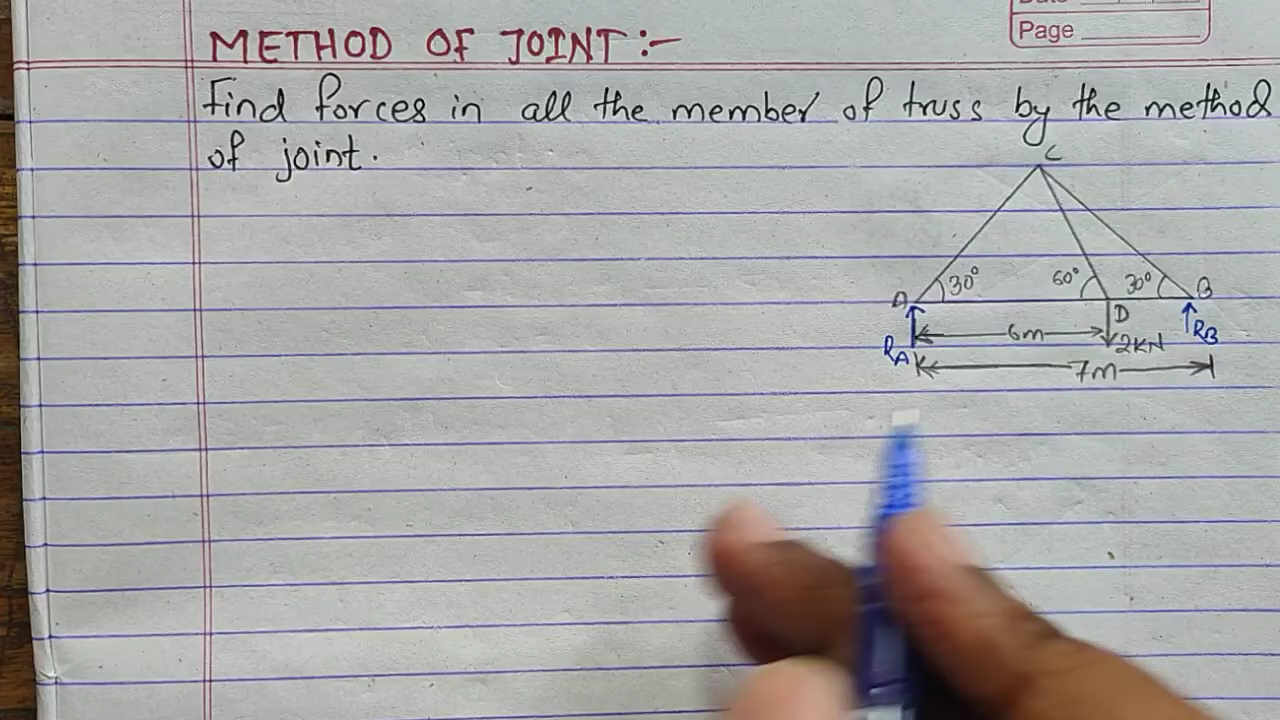 Page
METHOD OF JOINT :-
Find forces in all the member of truss by the method
of joint.
C
A 30° 60° 30° B
D
RA 6m 2KN RB
7m